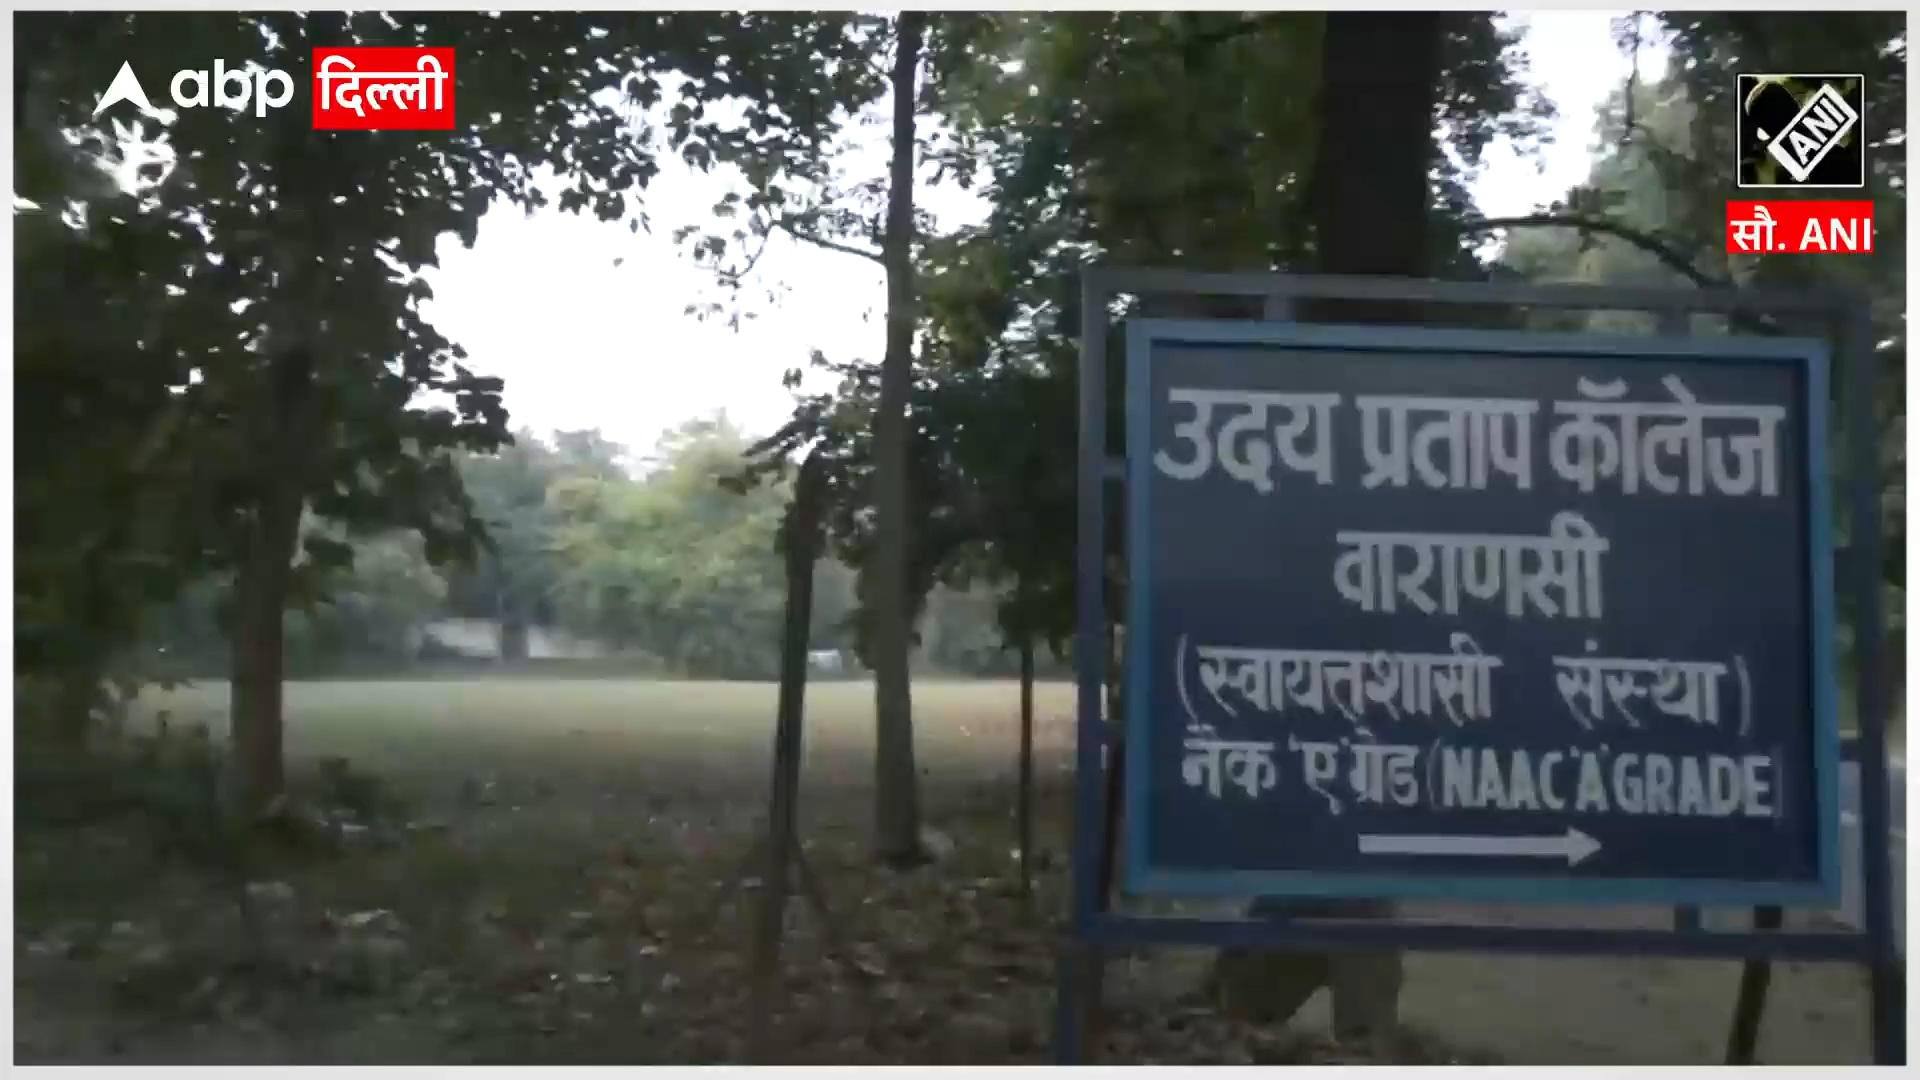 abp दिल्ली
ANI
सौ. ANI
उदय प्रताप कॉलेज
वाराणसी
(स्वायत्तशासी संस्था)
नैक 'ए' ग्रेड (NAAC 'A' GRADE)